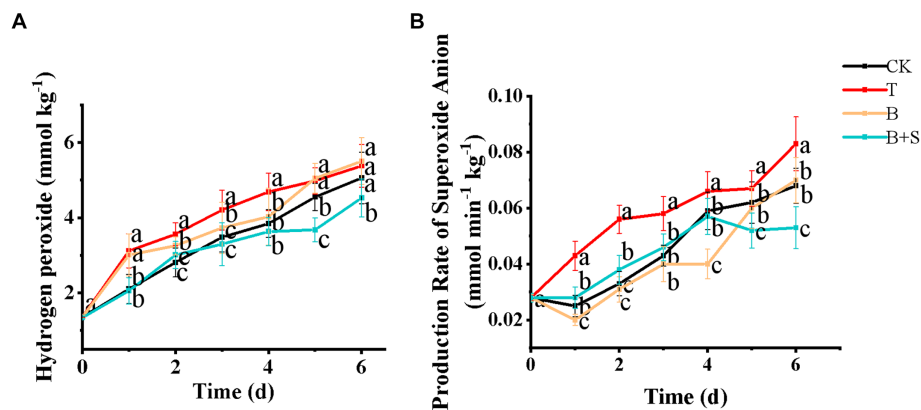 A
Hydrogen peroxide (mmol kg-1)
6
4
2
0 2 4 6
Time (d)
a
a
a
b
b
a
b
c
c
a
b
b
c
a
b
b
c
a
a
a
b
a
a
a
b
B
Production Rate of Superoxide Anion
(mmol min-1 kg-1)
0.10
0.08
0.06
0.04
0.02
0 2 4 6
Time (d)
a
a
b
b
c
a
b
c
c
a
b
b
b
a
b
b
c
a
b
b
c
a
b
b
c
CK
T
B
B+S